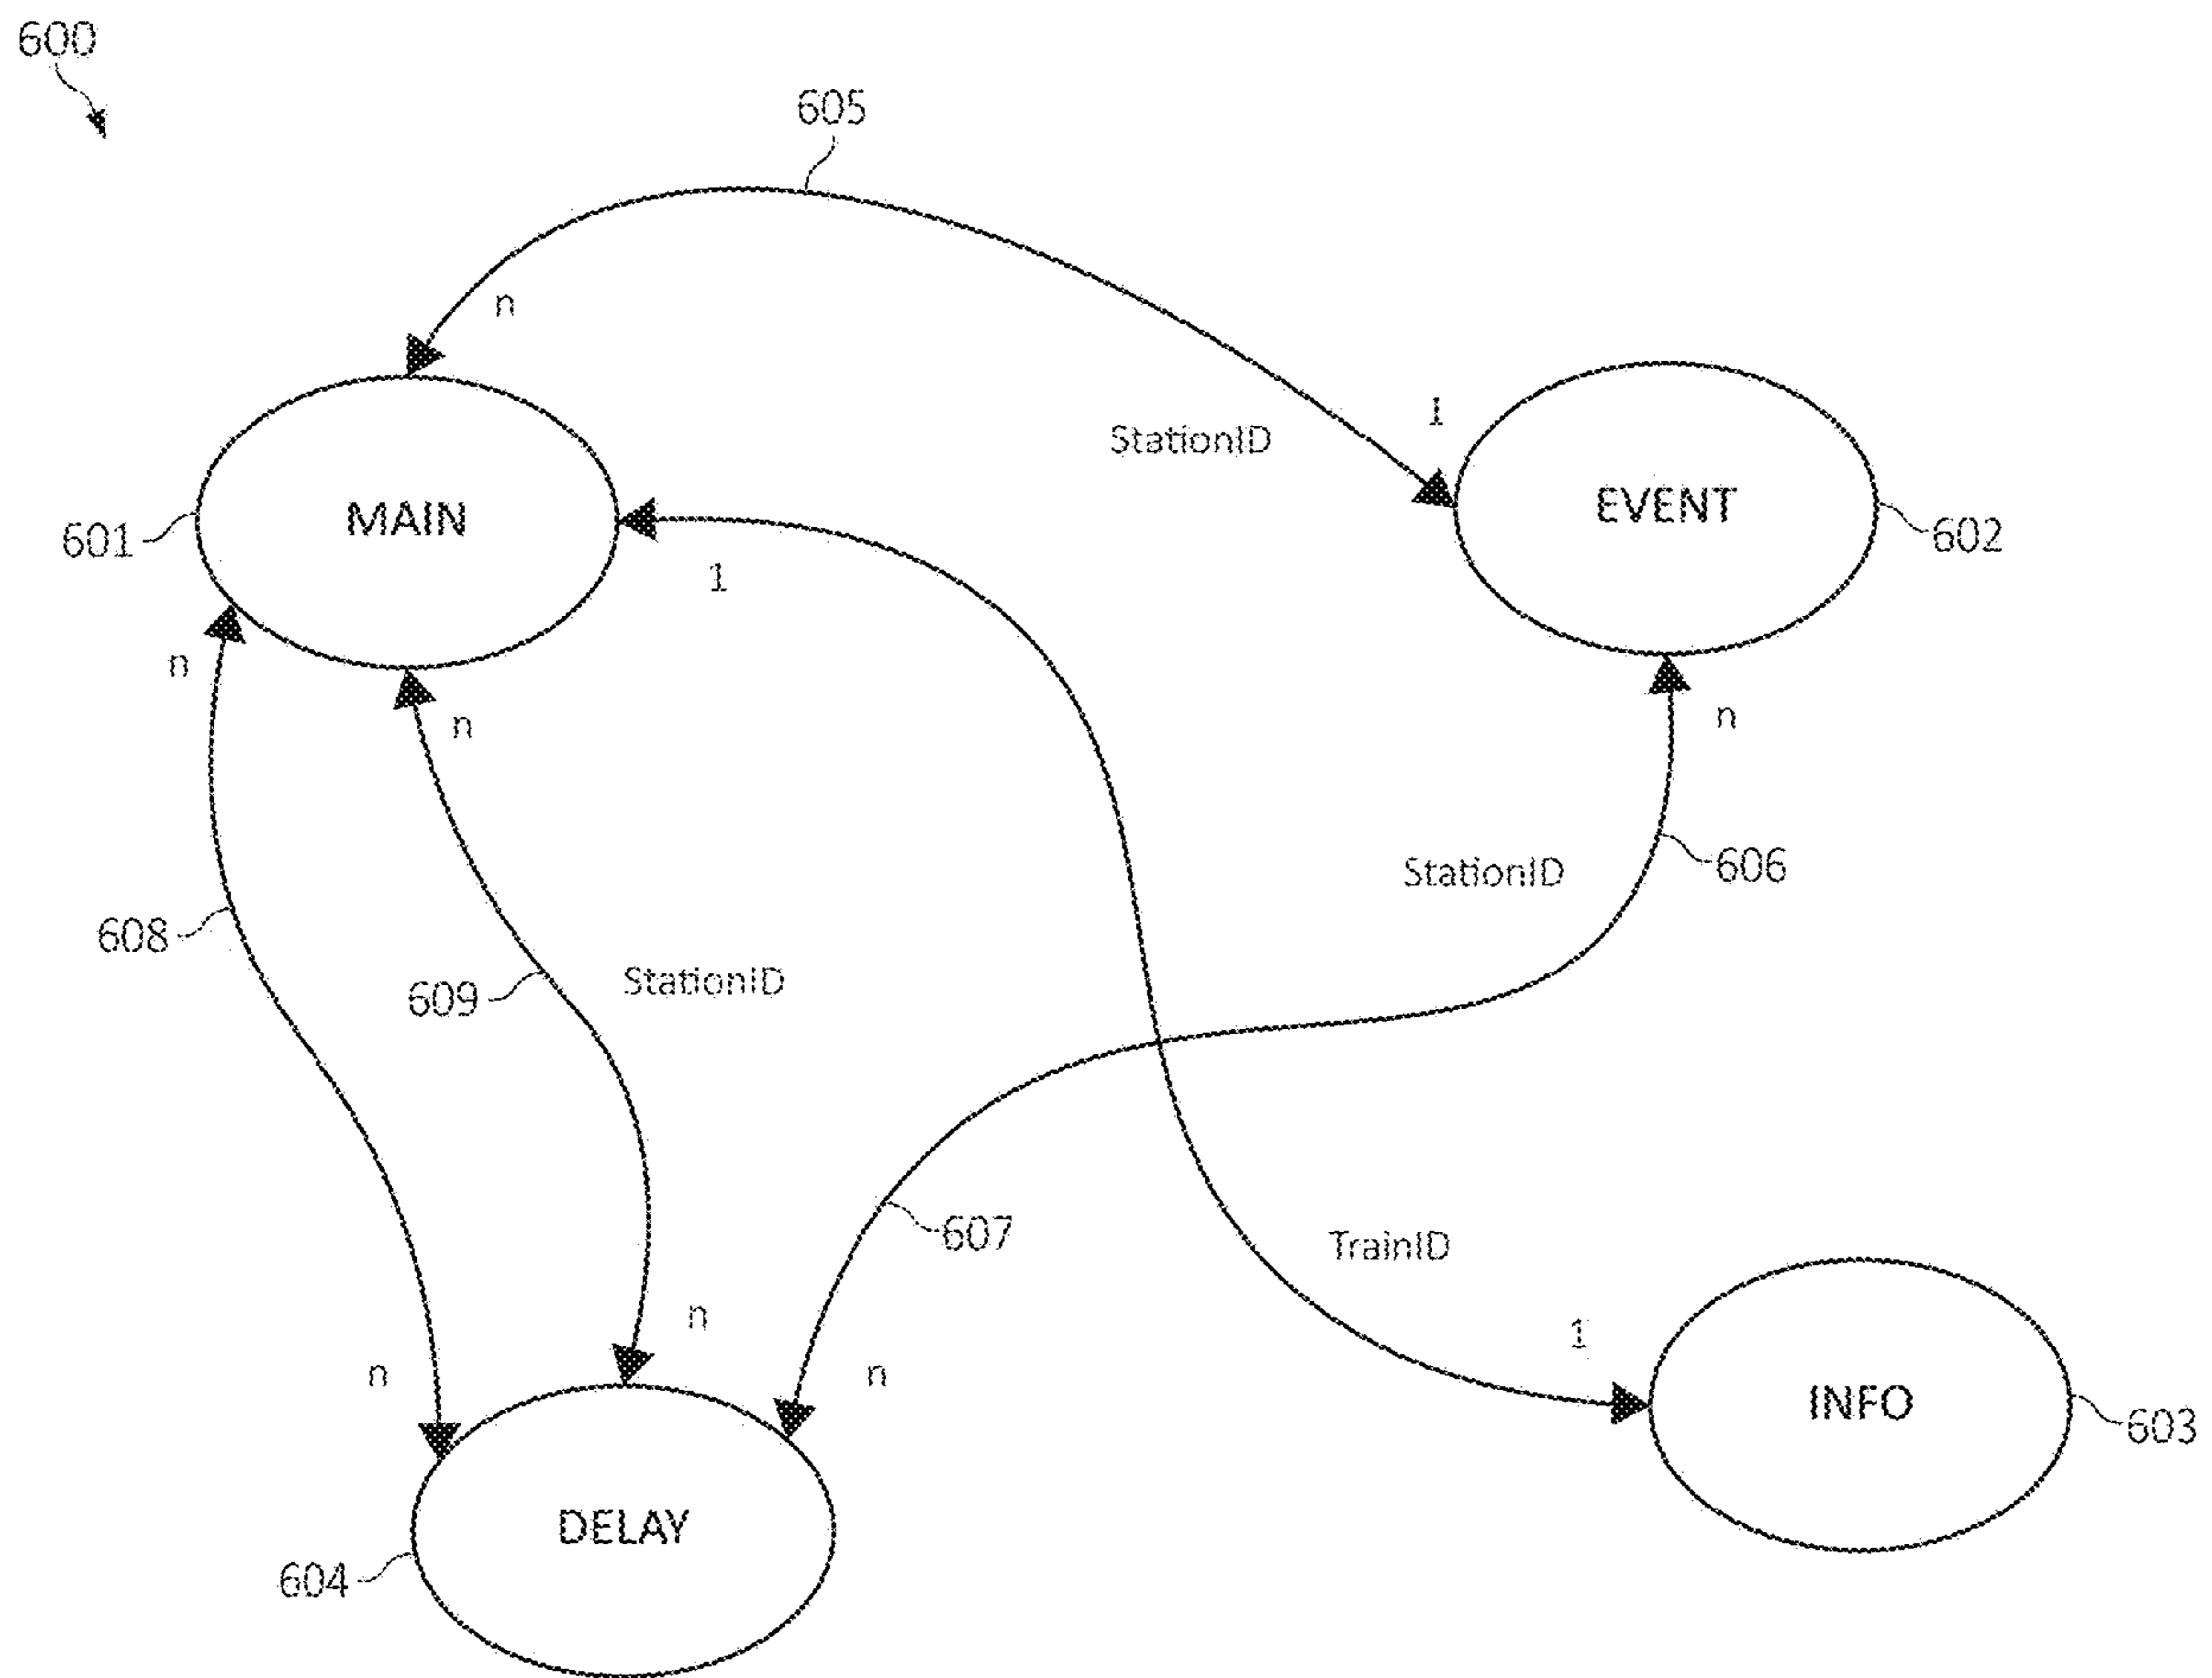 600
605
n
1
StationID
MAIN
EVENT
601
602
1
n
n
n
StationID
606
608
609
StationID
607
TrainID
n
1
n
n
INFO
603
DELAY
604